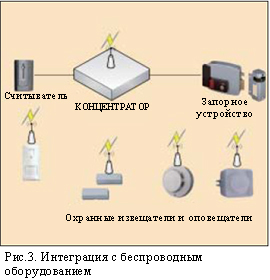 Считыватель
КОНЦЕНТРАТОР
Запорное
устройство
Охранные извещатели и оповещатели
Рис.3. Интеграция с беспроводным
оборудованием